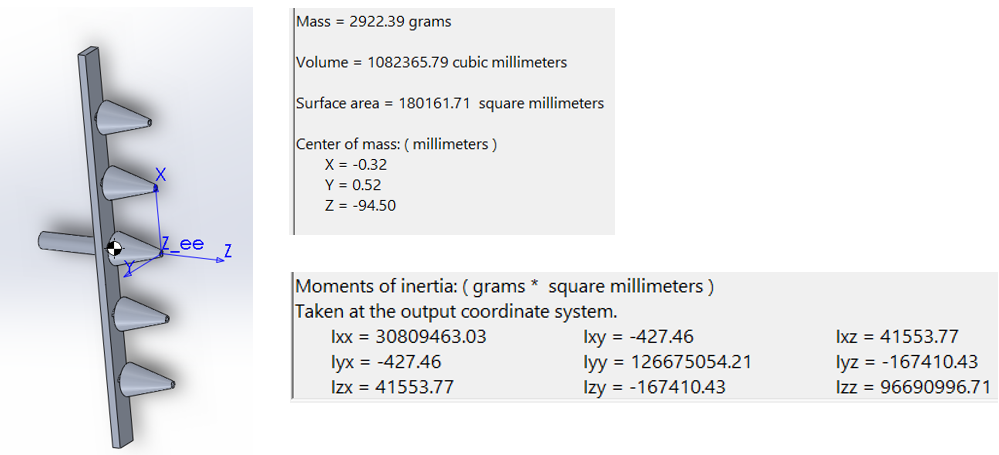 X
Z_ee
Z
Y
Mass = 2922.39 grams
Volume = 1082365.79 cubic millimeters
Surface area = 180161.71 square millimeters
Center of mass: ( millimeters )
X = -0.32
Y = 0.52
Z = -94.50
Moments of inertia: ( grams * square millimeters )
Taken at the output coordinate system.
Ixx = 30809463.03 Ixy = -427.46 Ixz = 41553.77
Iyx = -427.46 Iyy = 126675054.21 Iyz = -167410.43
Izx = 41553.77 Izy = -167410.43 Izz = 96690996.71